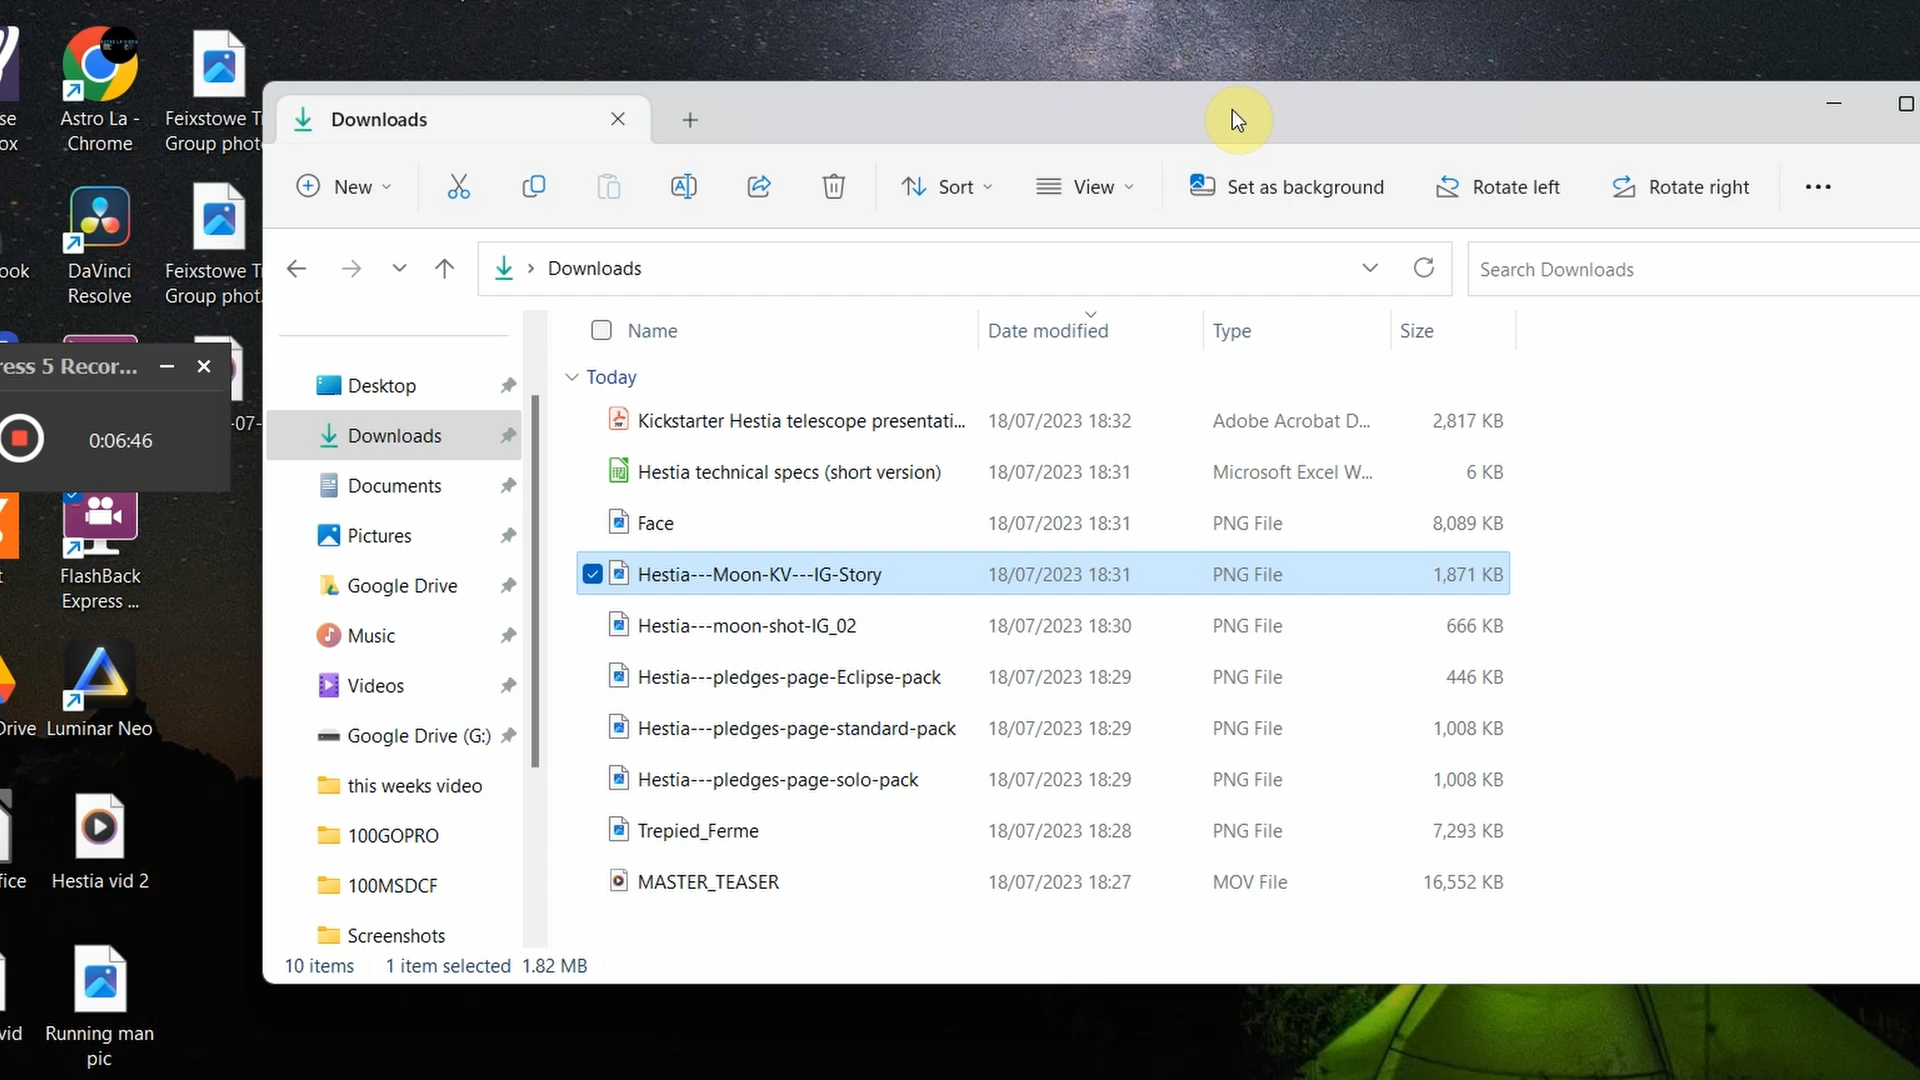 se
ox
Astro La -
Chrome
Feixstowe T
Group phot
ook
DaVinci
Resolve
Feixstowe T
Group phot.
ress 5 Recor...
0:06:46
-07-
t
FlashBack
Express ...
Drive
Luminar Neo
fice
Hestia vid 2
vid
Running man
pic
Downloads
New
Sort
View
Set as background
Rotate left
Rotate right
Downloads
Search Downloads
Desktop
Downloads
Documents
Pictures
Google Drive
Music
Videos
Google Drive (G:)
this weeks video
100GOPRO
100MSDCF
Screenshots
Name Date modified Type Size
Today
Kickstarter Hestia telescope presentati... 18/07/2023 18:32 Adobe Acrobat D... 2,817 KB
Hestia technical specs (short version) 18/07/2023 18:31 Microsoft Excel W... 6 KB
Face 18/07/2023 18:31 PNG File 8,089 KB
Hestia---Moon-KV---IG-Story 18/07/2023 18:31 PNG File 1,871 KB
Hestia---moon-shot-IG_02 18/07/2023 18:30 PNG File 666 KB
Hestia---pledges-page-Eclipse-pack 18/07/2023 18:29 PNG File 446 KB
Hestia---pledges-page-standard-pack 18/07/2023 18:29 PNG File 1,008 KB
Hestia---pledges-page-solo-pack 18/07/2023 18:29 PNG File 1,008 KB
Trepied_Ferme 18/07/2023 18:28 PNG File 7,293 KB
MASTER_TEASER 18/07/2023 18:27 MOV File 16,552 KB
10 items 1 item selected 1.82 MB